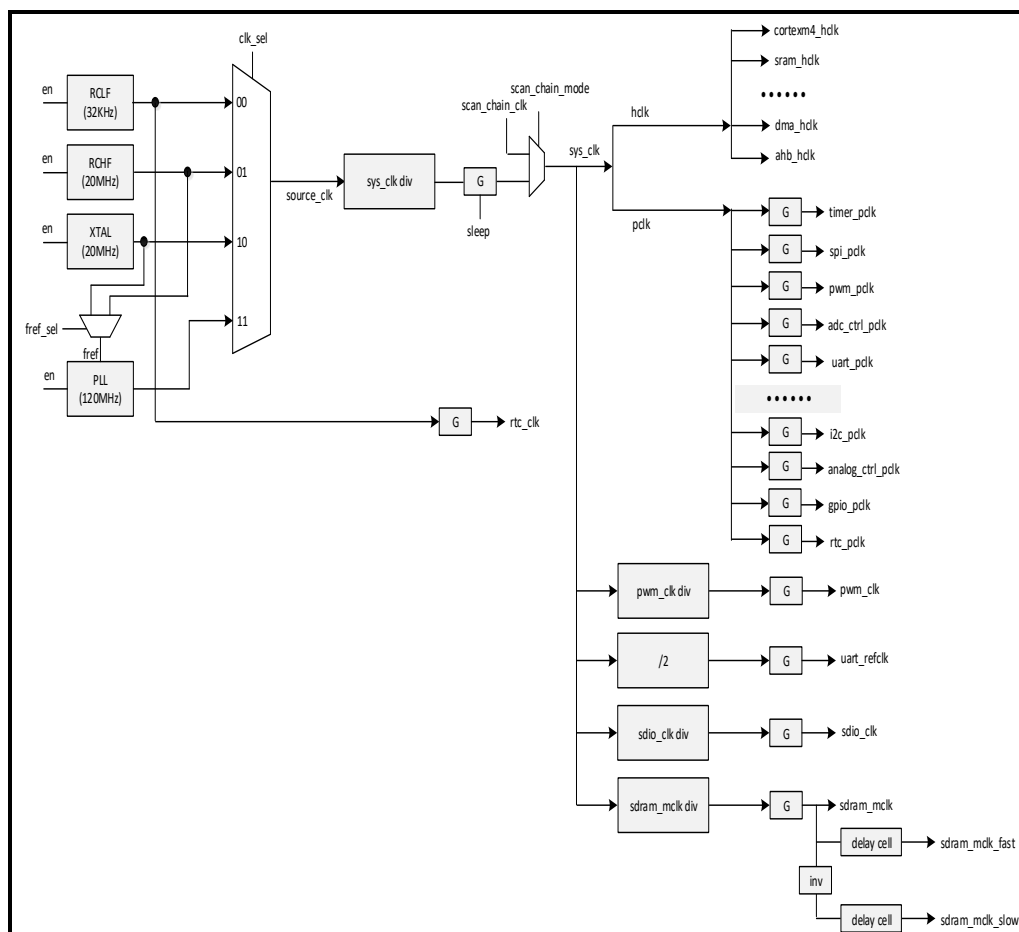 clk_sel
en
RCLF
(32KHz)
00
en
RCHF
(20MHz)
01
en
XTAL
(20MHz)
10
fref_sel
fref
en
PLL
(120MHz)
11
source_clk
sys_clk div
G
sleep
scan_chain_clk
scan_chain_mode
sys_clk
hclk
pclk
G
rtc_clk
cortexm4_hclk
sram_hclk
......
dma_hclk
ahb_hclk
G
timer_pclk
G
spi_pclk
G
pwm_pclk
G
adc_ctrl_pclk
G
uart_pclk
......
G
i2c_pclk
G
analog_ctrl_pclk
G
gpio_pclk
G
rtc_pclk
pwm_clk div
G
pwm_clk
/2
G
uart_refclk
sdio_clk div
G
sdio_clk
sdram_mclk div
G
sdram_mclk
delay cell
sdram_mclk_fast
inv
delay cell
sdram_mclk_slow